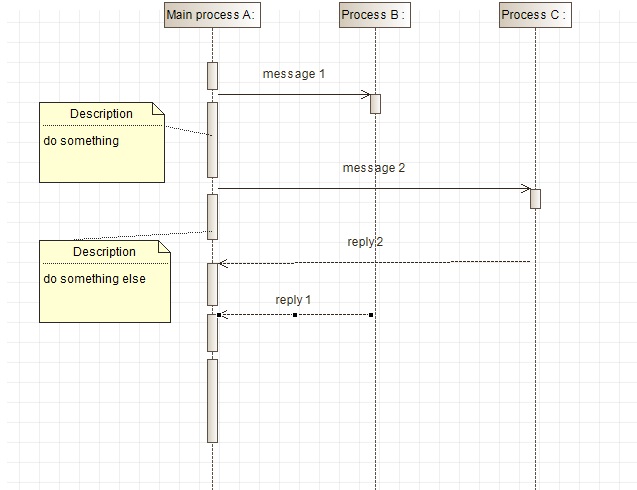 Main process A:
Process B :
Process C :
message 1
Description
do something
message 2
reply 2
Description
do something else
reply 1